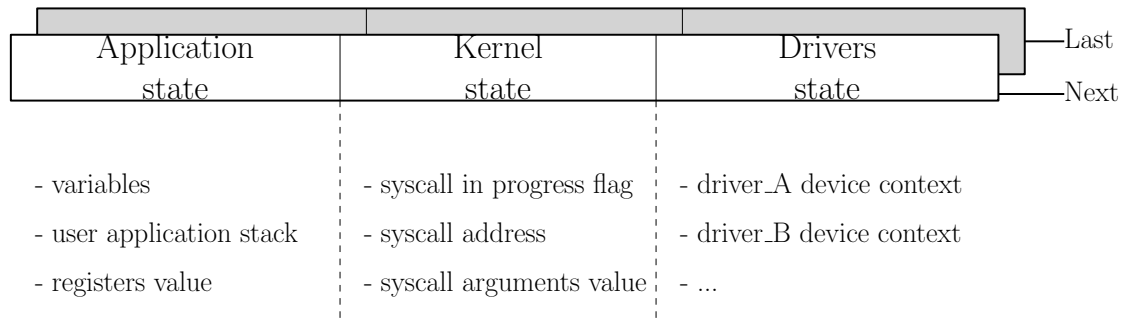 Application
state
Kernel
state
Drivers
state
Last
Next
- variables
- user application stack
- registers value
- syscall in progress flag
- syscall address
- syscall arguments value
- driver_A device context
- driver_B device context
- ...